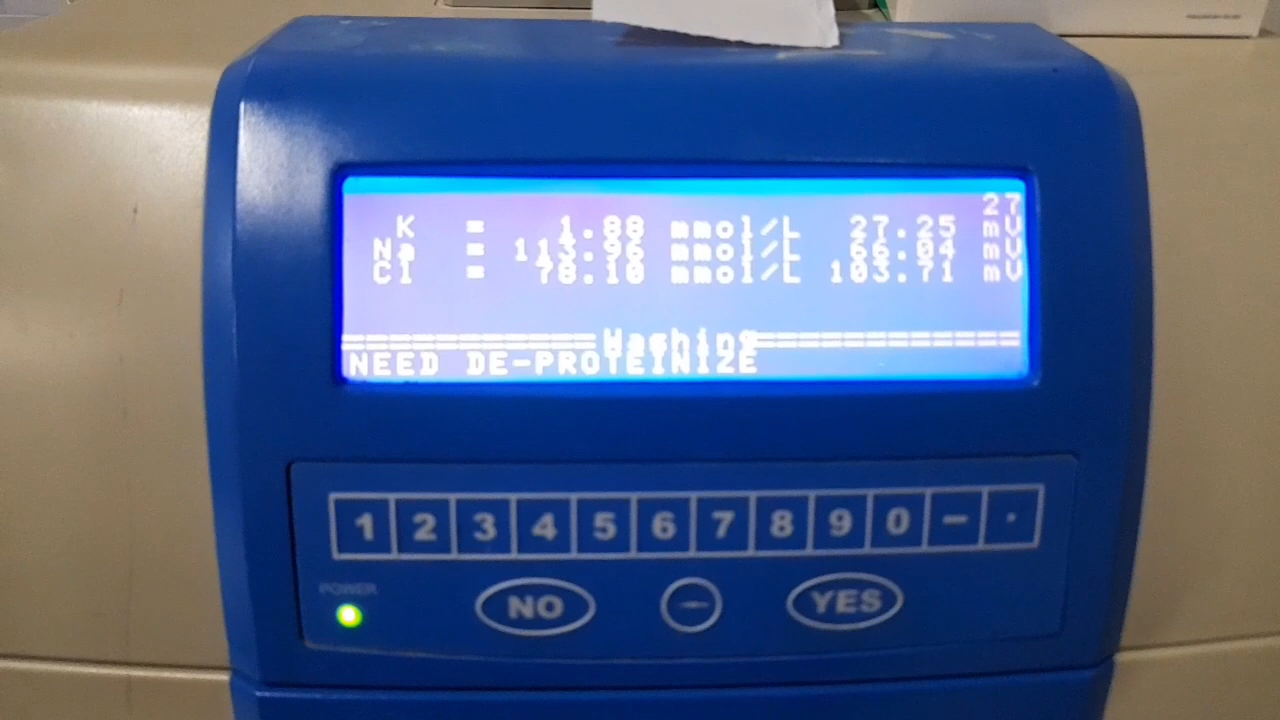 27
K = 1.88 mmol/L 27.25 mV
Na = 113.96 mmol/L 66.04 mV
Cl = 78.10 mmol/L 103.71 mV
=========== Washing=============
NEED DE-PROTEINIZE
1 2 3 4 5 6 7 8 9 0 - .
POWER
NO YES